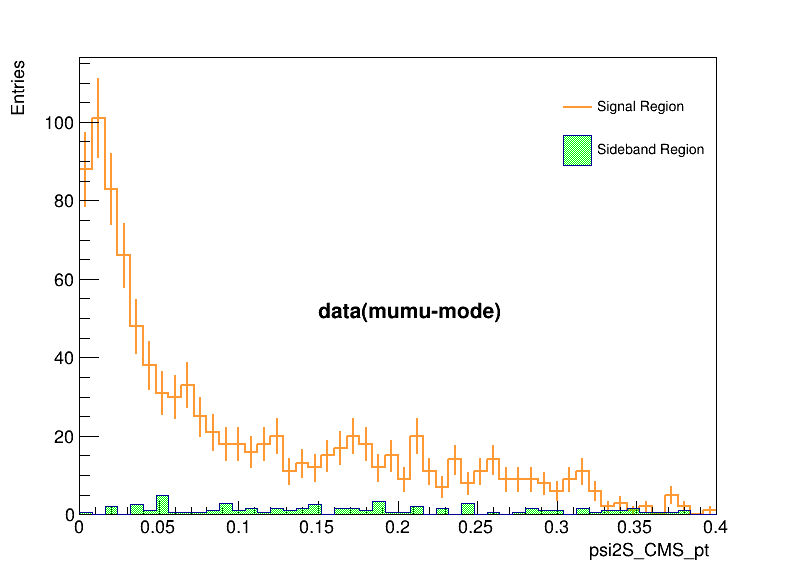 Entries
100
80
60
40
20
0
Signal Region
Sideband Region
data(mumu-mode)
0 0.05 0.1 0.15 0.2 0.25 0.3 0.35 0.4
psi2S_CMS_pt